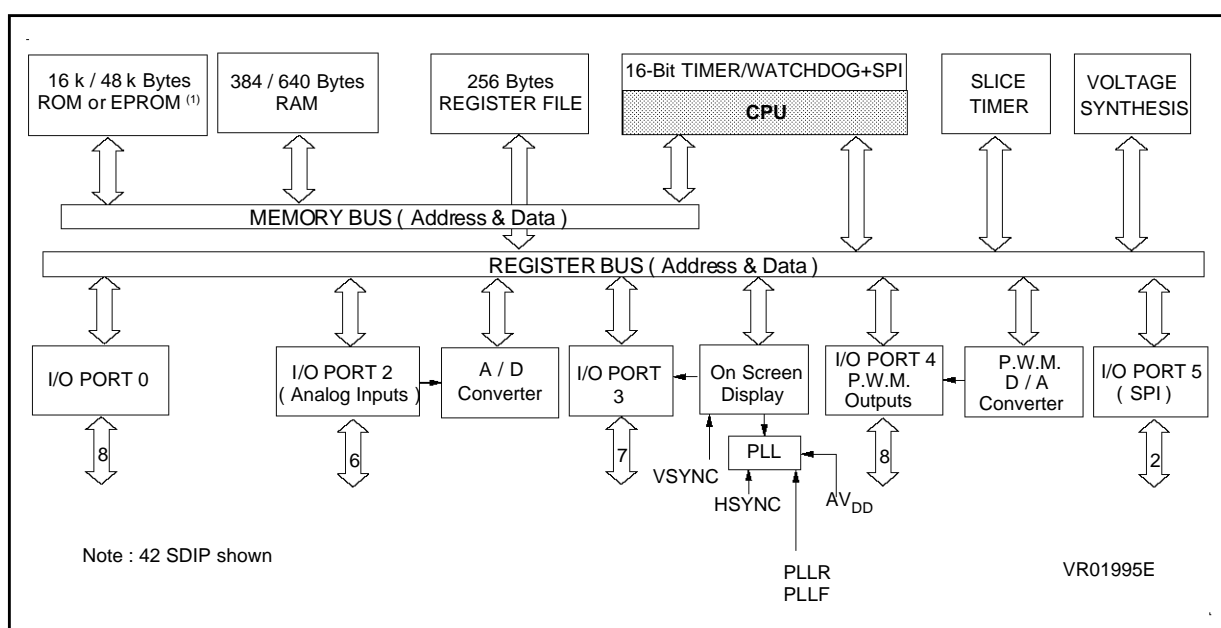 16 k / 48 k Bytes
ROM or EPROM (1)
384 / 640 Bytes
RAM
256 Bytes
REGISTER FILE
16-Bit TIMER/WATCHDOG+SPI
CPU
SLICE
TIMER
VOLTAGE
SYNTHESIS
MEMORY BUS ( Address & Data )
REGISTER BUS ( Address & Data )
I/O PORT 0
I/O PORT 2
( Analog Inputs )
A / D
Converter
I/O PORT
3
On Screen
Display
I/O PORT 4
P.W.M.
Outputs
P.W.M.
D / A
Converter
I/O PORT 5
( SPI )
8
6
7
VSYNC
PLL
HSYNC
AVDD
8
2
PLLR
PLLF
Note : 42 SDIP shown
VR01995E